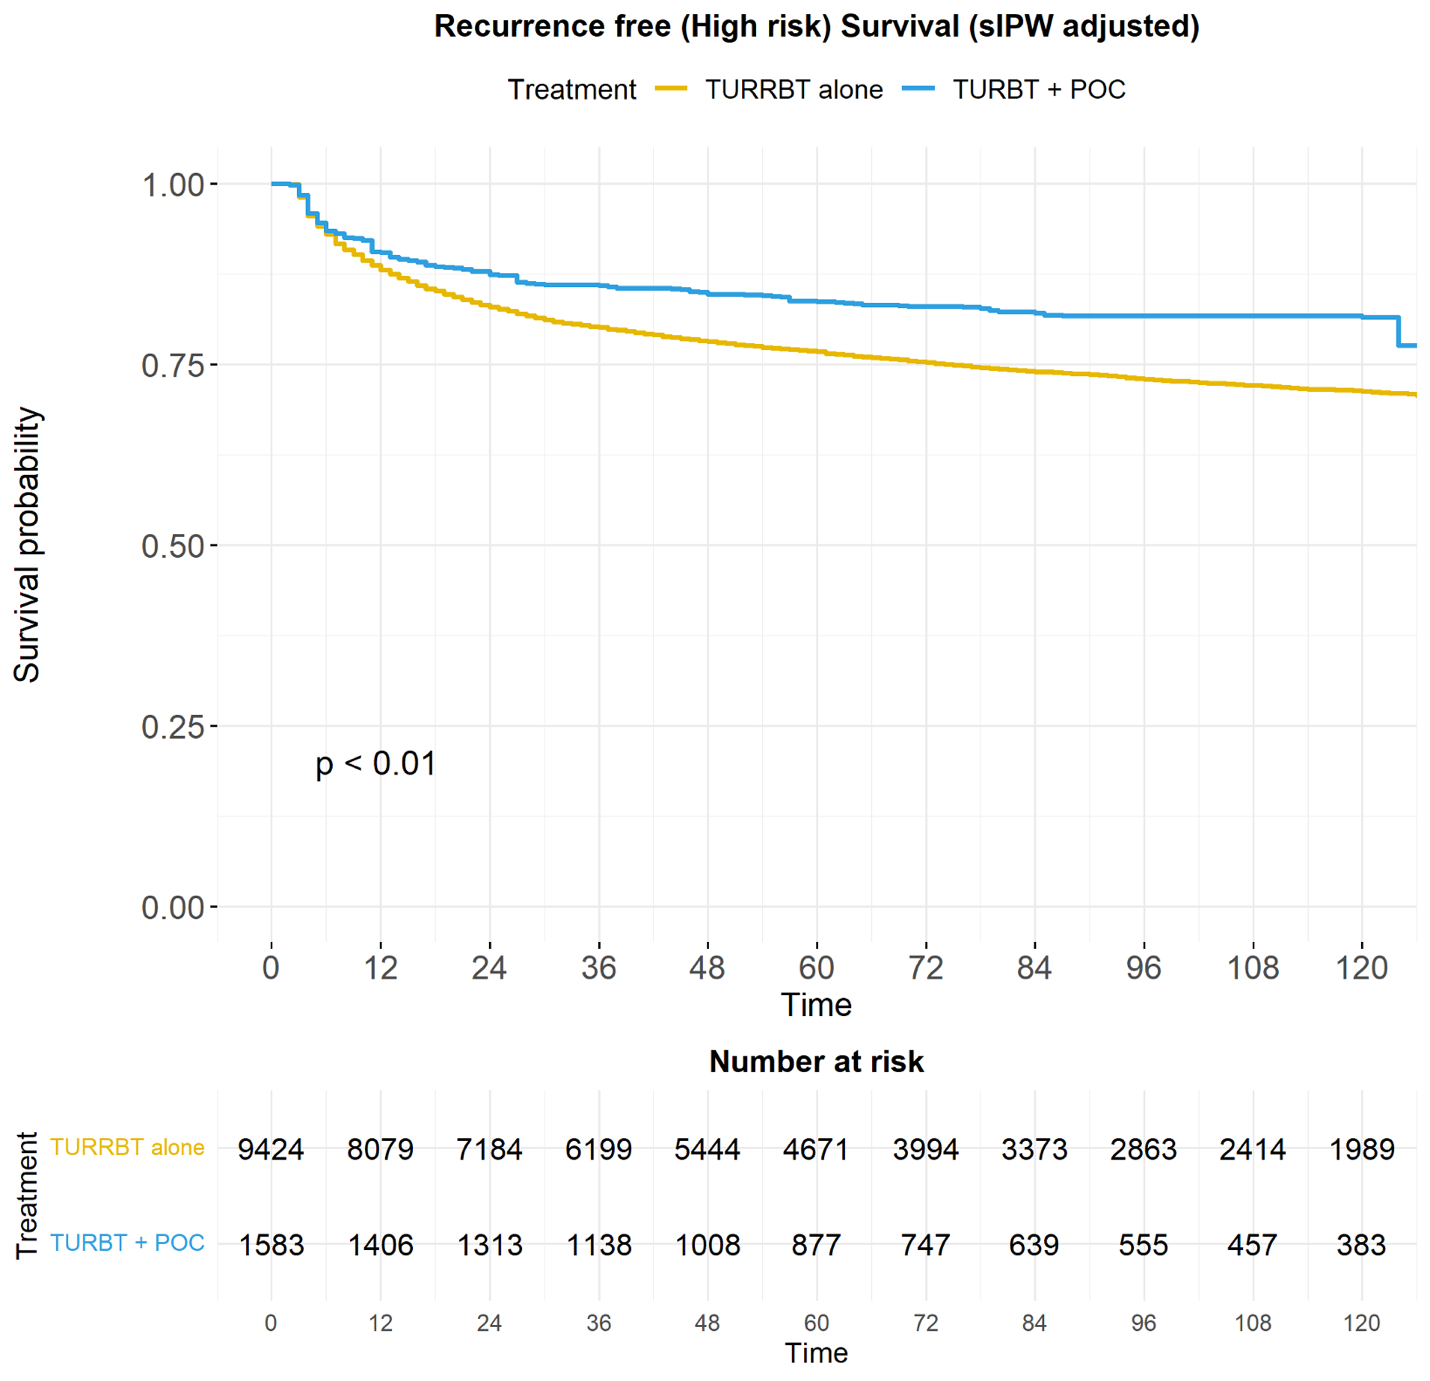 Recurrence free (High risk) Survival (sIPW adjusted)
Treatment TURRBT alone TURBT + POC
1.00
0.75
0.50
0.25
0.00
Survival probability
p < 0.01
0 12 24 36 48 60 72 84 96 108 120
Time
Number at risk
Treatment
TURRBT alone 9424 8079 7184 6199 5444 4671 3994 3373 2863 2414 1989
TURBT + POC 1583 1406 1313 1138 1008 877 747 639 555 457 383
0 12 24 36 48 60 72 84 96 108 120
Time